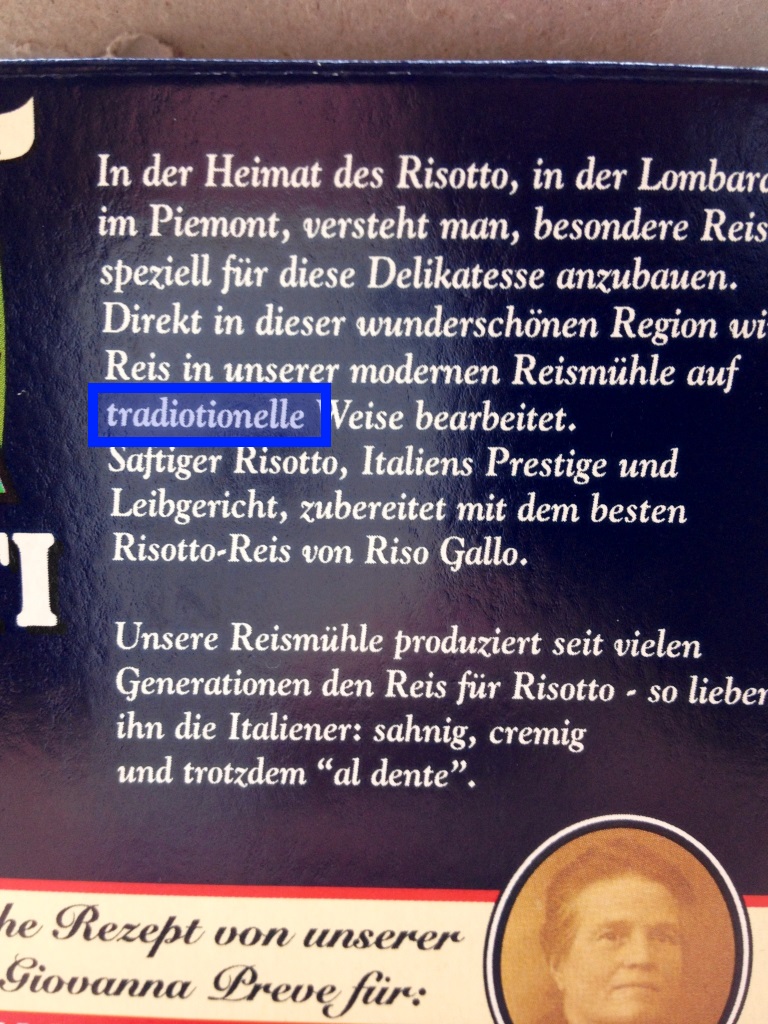 In der Heimat des Risotto, in der Lombard
im Piemont, versteht man, besondere Reis
speziell für diese Delikatesse anzubauen.
Direkt in dieser wunderschönen Region wi
Reis in unserer modernen Reismühle auf
tradiotionelle Weise bearbeitet.
Saftiger Risotto, Italiens Prestige und
Leibgericht, zubereitet mit dem besten
Risotto-Reis von Riso Gallo.
TI
Unsere Reismühle produziert seit vielen
Generationen den Reis für Risotto - so lieben
ihn die Italiener: sahnig, cremig
und trotzdem “al dente”.
he Rezept von unserer
Giovanna Preve für: